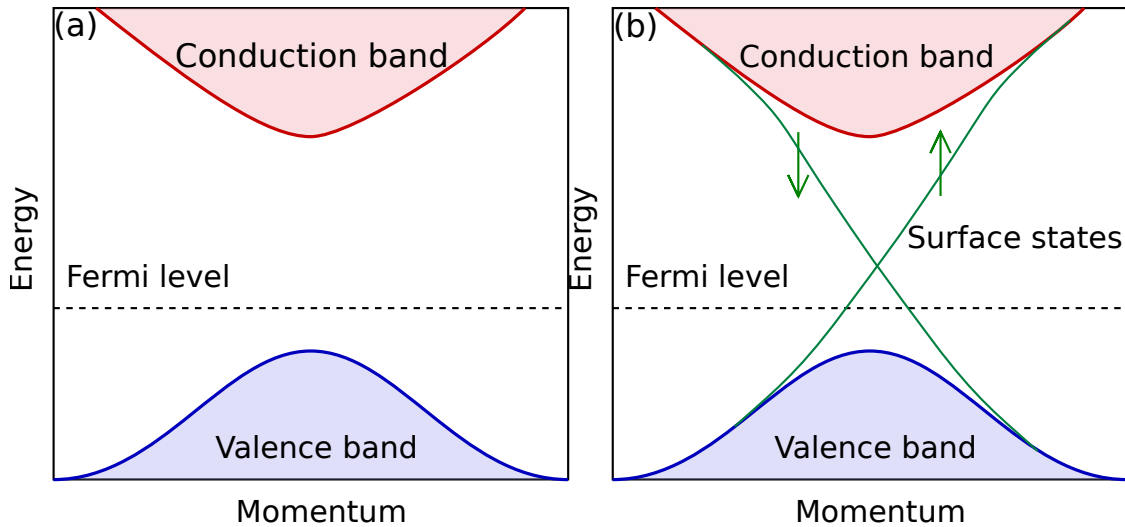 (a)
Conduction band
Energy
Fermi level
Valence band
Momentum
(b)
Conduction band
Energy
Surface states
Fermi level
Valence band
Momentum